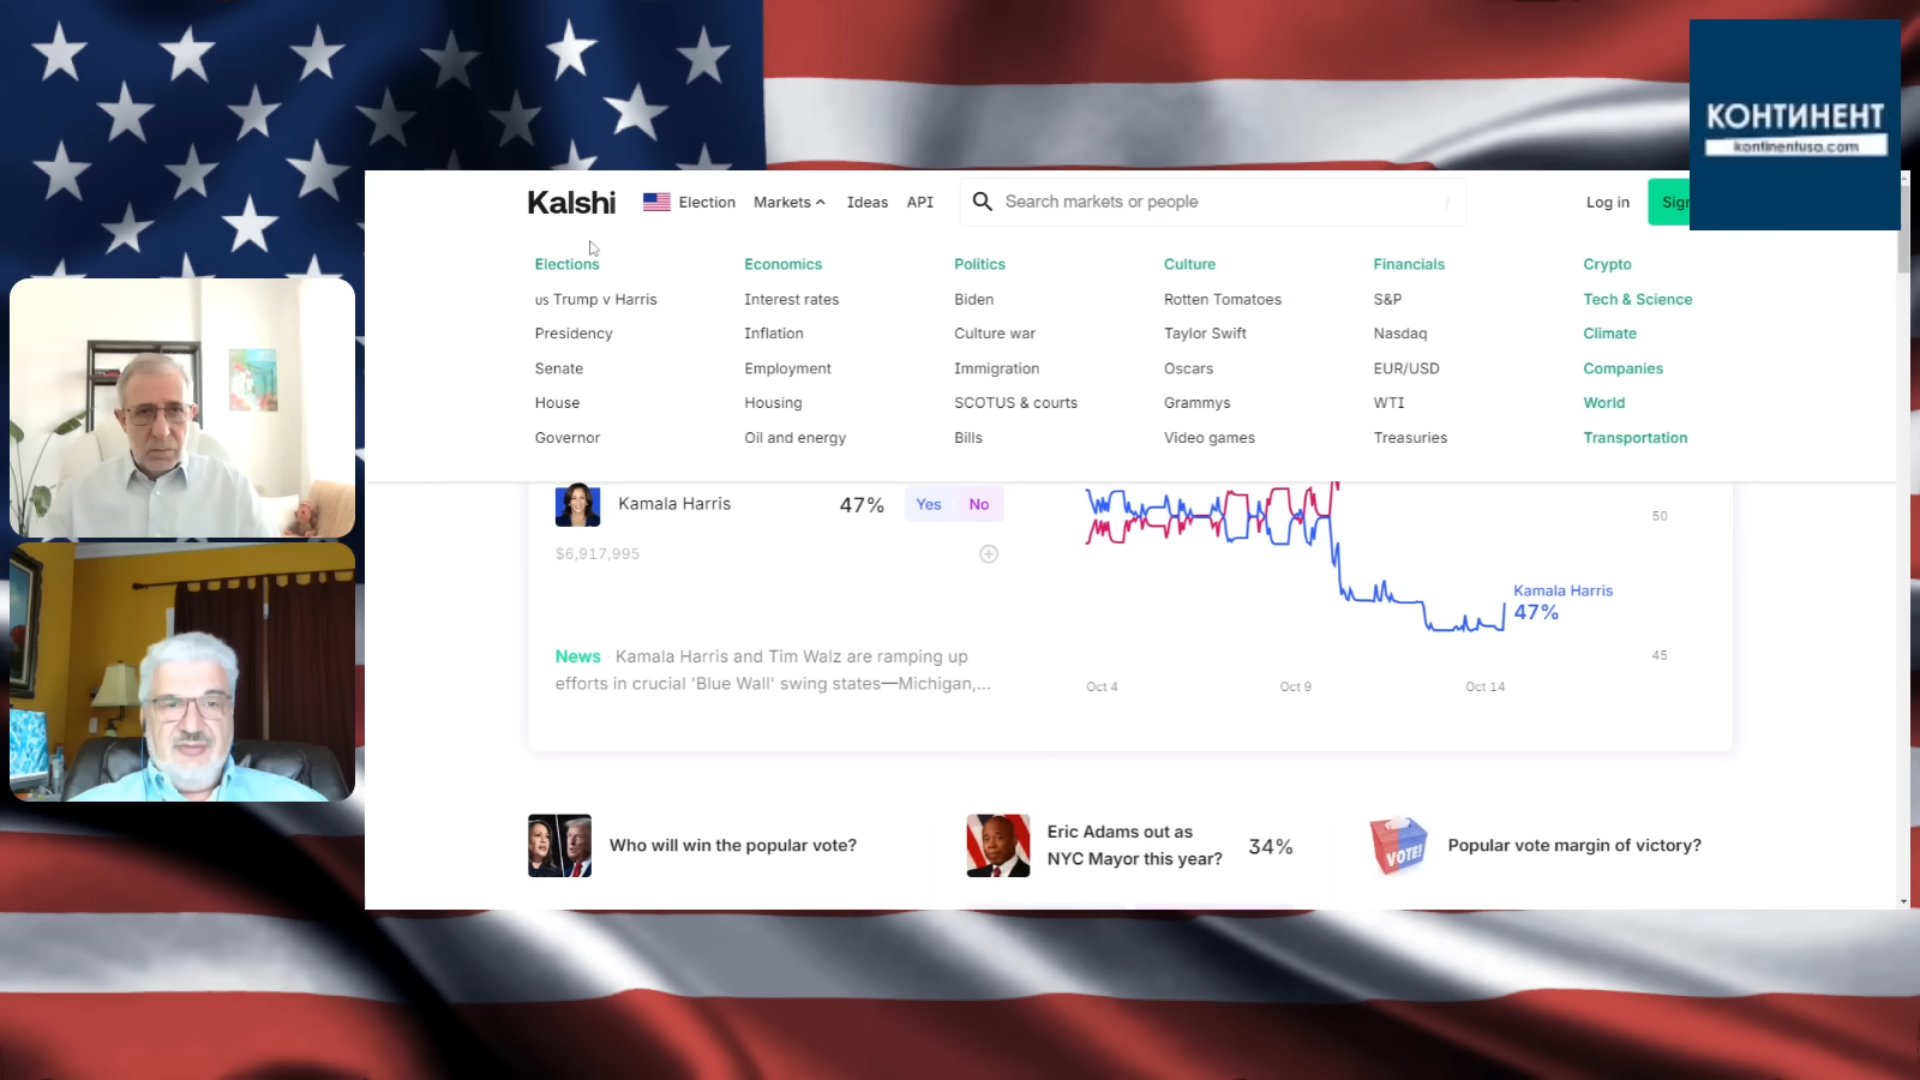 КОНТИНЕНТ
kontinentusa.com
Kalshi
Election
Markets
Ideas
API
Search markets or people
/
Log in
Sign
Elections
Economics
Politics
Culture
Financials
Crypto
us Trump v Harris
Interest rates
Biden
Rotten Tomatoes
S&P
Tech & Science
Presidency
Inflation
Culture war
Taylor Swift
Nasdaq
Climate
Senate
Employment
Immigration
Oscars
EUR/USD
Companies
House
Housing
SCOTUS & courts
Grammys
WTI
World
Governor
Oil and energy
Bills
Video games
Treasuries
Transportation
Kamala Harris
47%
Yes
No
$6,917,995
50
Kamala Harris
47%
45
Oct 4
Oct 9
Oct 14
News · Kamala Harris and Tim Walz are ramping up
efforts in crucial 'Blue Wall' swing states—Michigan,...
Who will win the popular vote?
Eric Adams out as
NYC Mayor this year?
34%
VOTE!
Popular vote margin of victory?